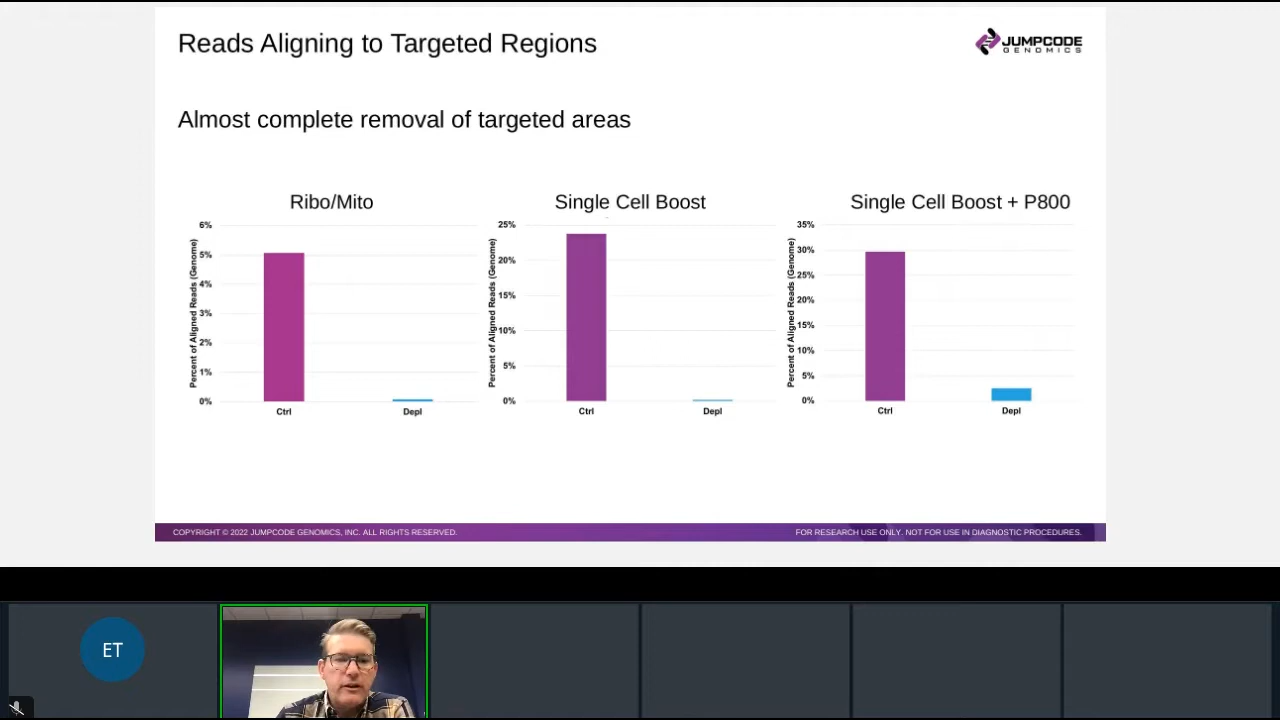 Reads Aligning to Targeted Regions
JUMPCODE
GENOMICS
Almost complete removal of targeted areas
Ribo/Mito
Percent of Aligned Reads (Genome)
6%
5%
4%
3%
2%
1%
0%
Ctrl
Depl
Single Cell Boost
Percent of Aligned Reads (Genome)
25%
20%
15%
10%
5%
0%
Ctrl
Depl
Single Cell Boost + P800
Percent of Aligned Reads (Genome)
35%
30%
25%
20%
15%
10%
5%
0%
Ctrl
Depl
COPYRIGHT © 2022 JUMPCODE GENOMICS, INC. ALL RIGHTS RESERVED.
FOR RESEARCH USE ONLY. NOT FOR USE IN DIAGNOSTIC PROCEDURES.
ET